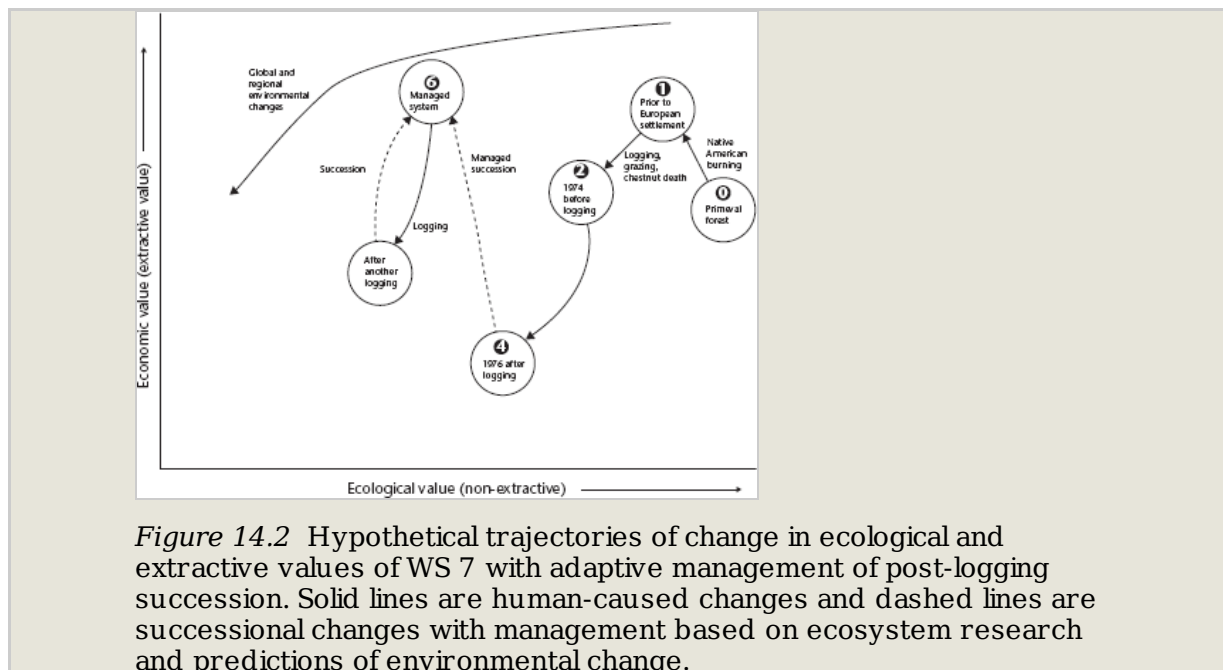 Global and
regional
environmental
changes
6
Managed
system
1
Prior to
European
settlement
Native
American
burning
Succession
Managed
succession
Logging,
grazing,
chestnut death
2
1974
before
logging
0
Primeval
forest
Logging
After
another
logging
4
1976 after
logging
Economic value (extractive value)
Ecological value (non-extractive)
Figure 14.2 Hypothetical trajectories of change in ecological and
extractive values of WS 7 with adaptive management of post-logging
succession. Solid lines are human-caused changes and dashed lines are
successional changes with management based on ecosystem research
and predictions of environmental change.